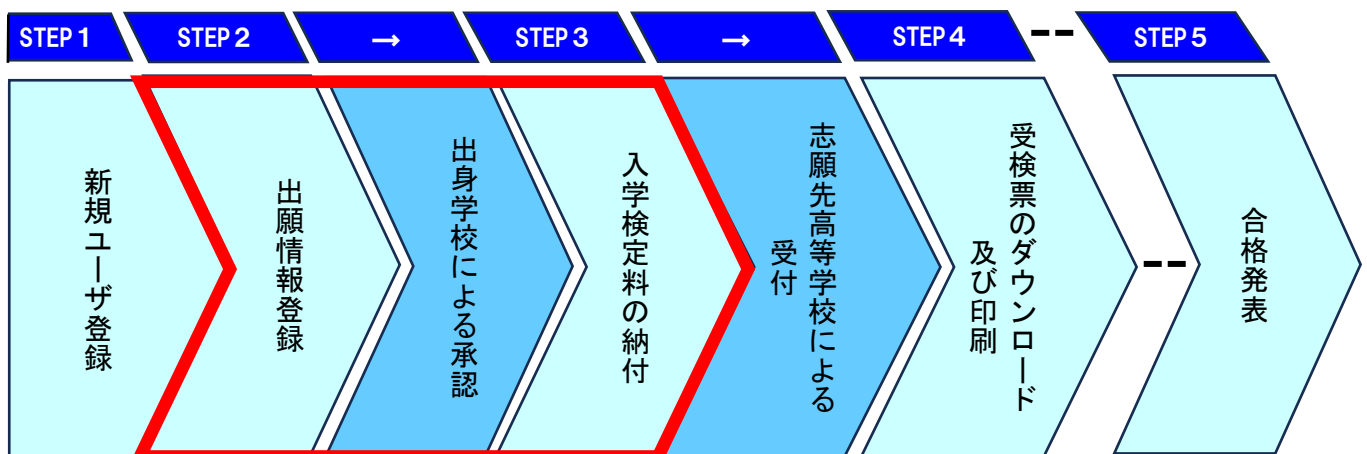 STEP 1
STEP 2
→
STEP 3
→
STEP 4
--
STEP 5
新規ユーザ登録
出願情報登録
出身学校による承認
入学検定料の納付
志願先高等学校による
受付
受検票のダウンロード
及び印刷
--
合格発表